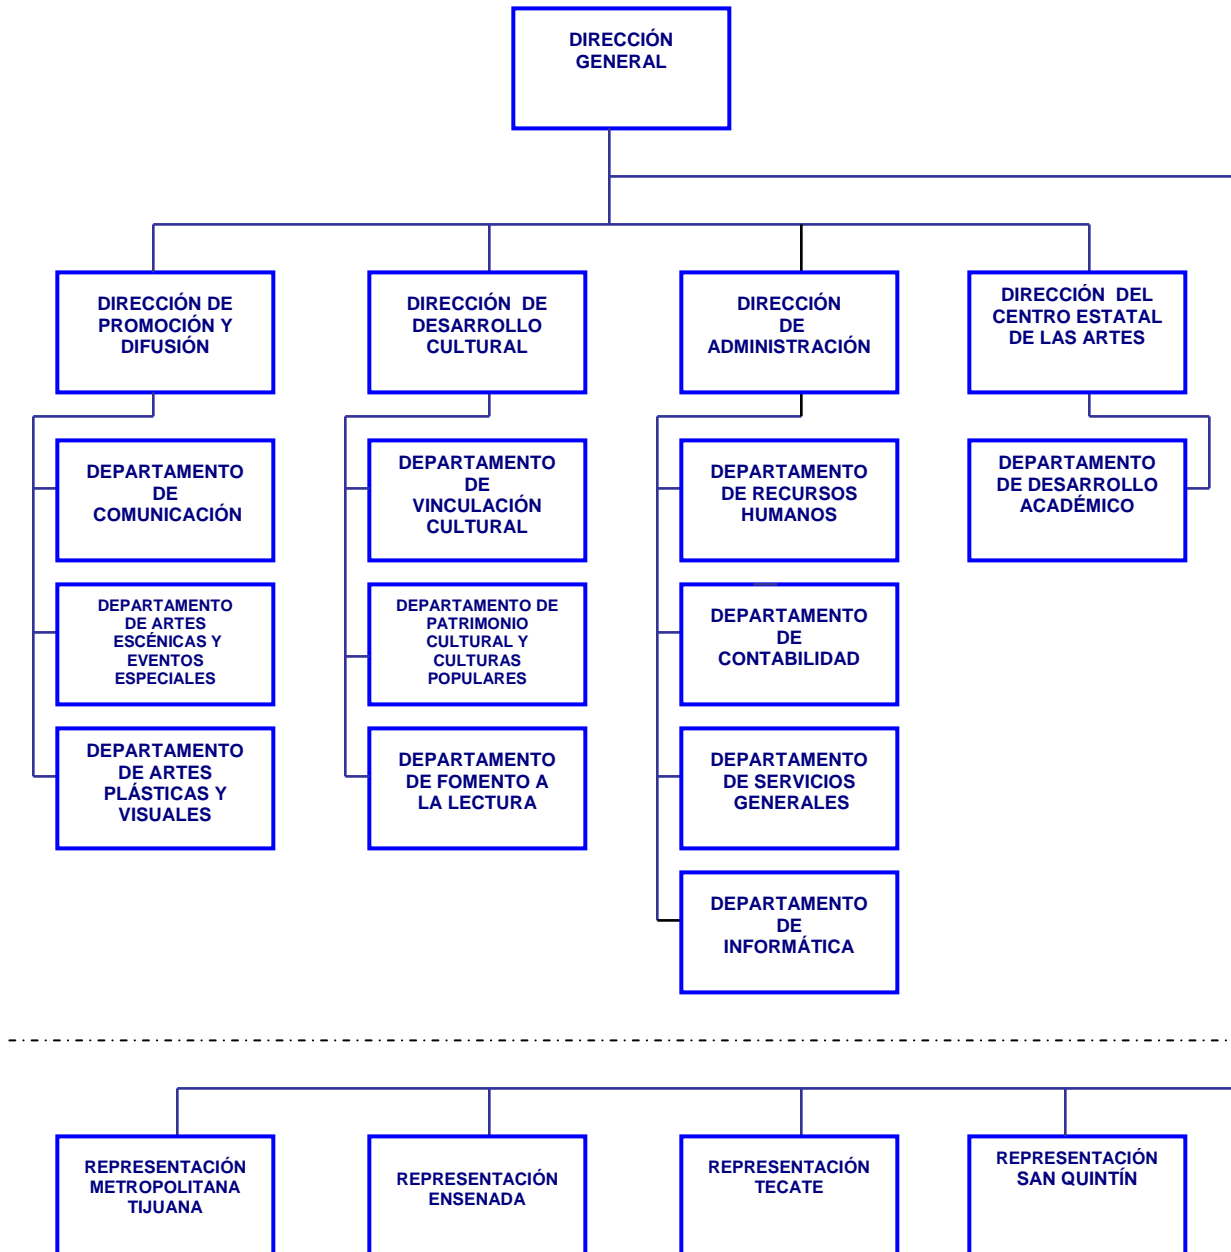 DIRECCIÓN
GENERAL
DIRECCIÓN DE
PROMOCIÓN Y
DIFUSIÓN
DIRECCIÓN DE
DESARROLLO
CULTURAL
DIRECCIÓN
DE
ADMINISTRACIÓN
DIRECCIÓN DEL
CENTRO ESTATAL
DE LAS ARTES
DEPARTAMENTO
DE
COMUNICACIÓN
DEPARTAMENTO
DE
VINCULACIÓN
CULTURAL
DEPARTAMENTO
DE RECURSOS
HUMANOS
DEPARTAMENTO
DE DESARROLLO
ACADÉMICO
DEPARTAMENTO
DE ARTES
ESCÉNICAS Y
EVENTOS
ESPECIALES
DEPARTAMENTO DE
PATRIMONIO
CULTURAL Y
CULTURAS
POPULARES
DEPARTAMENTO
DE
CONTABILIDAD
DEPARTAMENTO
DE ARTES
PLÁSTICAS Y
VISUALES
DEPARTAMENTO
DE FOMENTO A
LA LECTURA
DEPARTAMENTO
DE SERVICIOS
GENERALES
DEPARTAMENTO
DE
INFORMÁTICA
REPRESENTACIÓN
METROPOLITANA
TIJUANA
REPRESENTACIÓN
ENSENADA
REPRESENTACIÓN
TECATE
REPRESENTACIÓN
SAN QUINTÍN